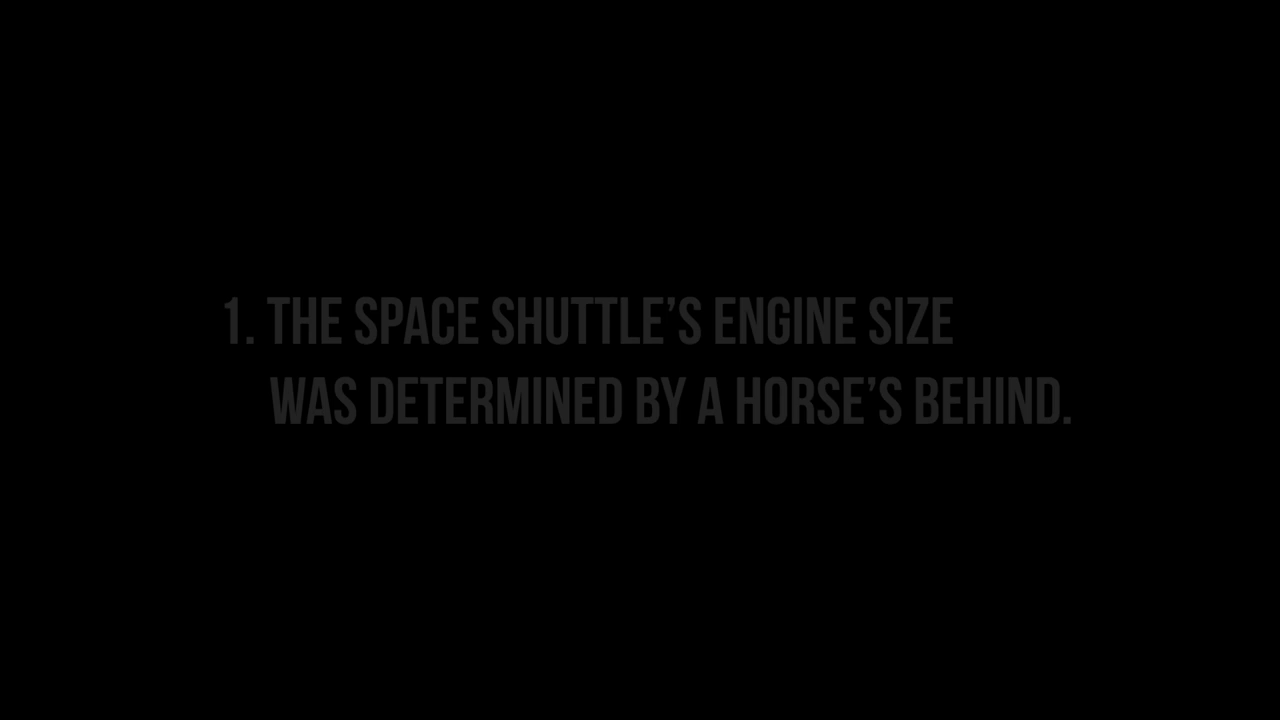 1. THE SPACE SHUTTLE’S ENGINE SIZE
WAS DETERMINED BY A HORSE’S BEHIND.